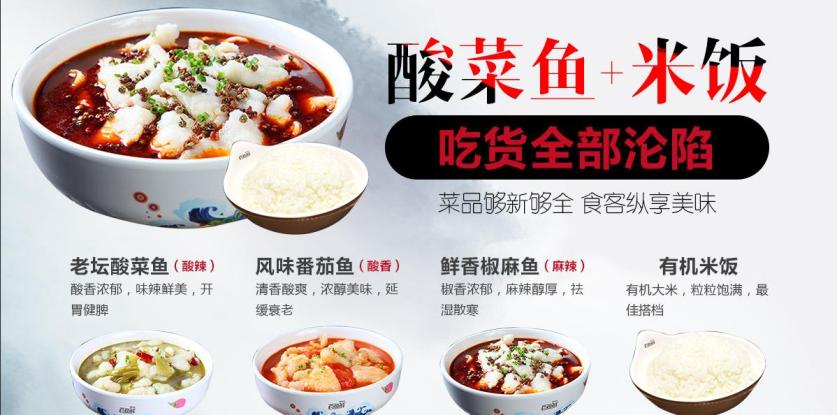 酸菜鱼+米饭
吃货全部沦陷
菜品够新够全 食客纵享美味
老坛酸菜鱼(酸辣)
酸香浓郁，味辣鲜美，开
胃健脾
风味番茄鱼(酸香)
清香酸爽，浓醇美味，延
缓衰老
鲜香椒麻鱼(麻辣)
椒香浓郁，麻辣醇厚，祛
湿散寒
有机米饭
有机大米，粒粒饱满，最
佳搭档